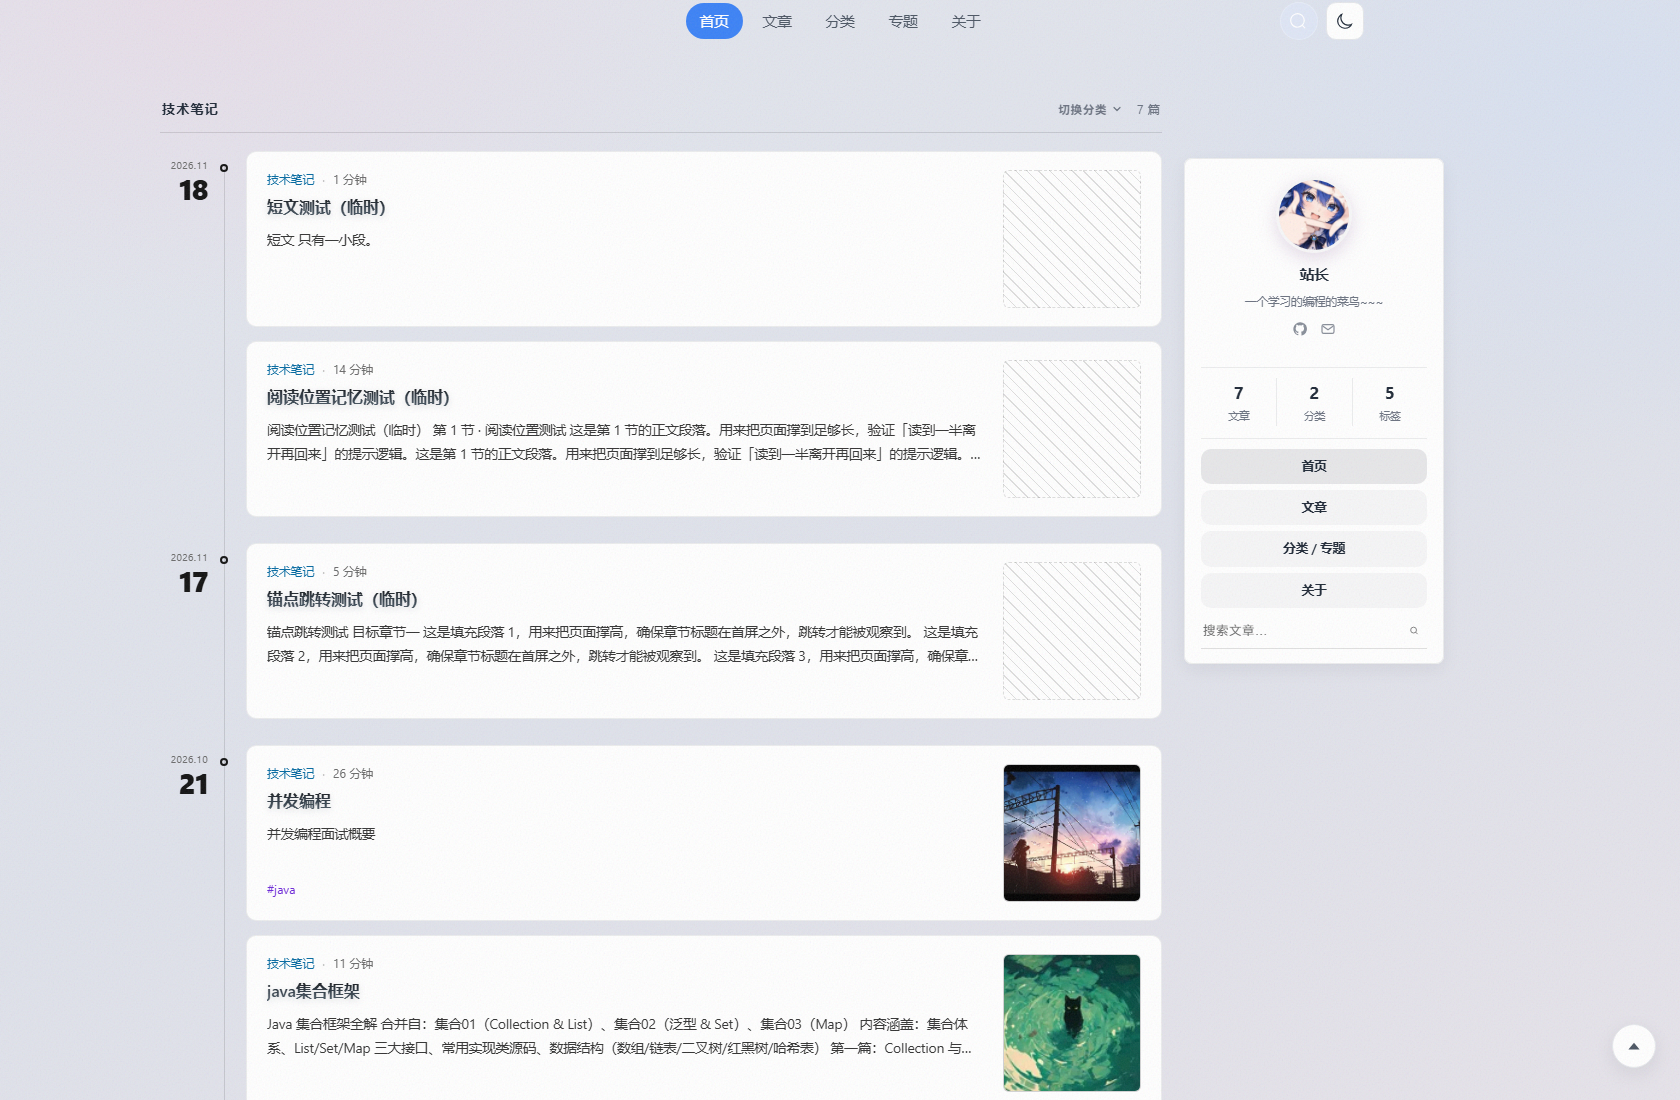 首页 文章 分类 专题 关于
技术笔记
切换分类 7 篇
2026.11
18
技术笔记 · 1 分钟
短文测试（临时）
短文 只有一小段。
技术笔记 · 14 分钟
阅读位置记忆测试（临时）
阅读位置记忆测试（临时） 第 1 节 · 阅读位置测试 这是第 1 节的正文段落。用来把页面撑到足够长，验证「读到一半离
开再回来」的提示逻辑。这是第 1 节的正文段落。用来把页面撑到足够长，验证「读到一半离开再回来」的提示逻辑。...
2026.11
17
技术笔记 · 5 分钟
锚点跳转测试（临时）
锚点跳转测试 目标章节一 这是填充段落 1，用来把页面撑高，确保章节标题在首屏之外，跳转才能被观察到。 这是填充
段落 2，用来把页面撑高，确保章节标题在首屏之外，跳转才能被观察到。 这是填充段落 3，用来把页面撑高，确保章...
2026.10
21
技术笔记 · 26 分钟
并发编程
并发编程面试概要
#java
技术笔记 · 11 分钟
java集合框架
Java 集合框架全解 合并自：集合01（Collection & List）、集合02（泛型 & Set）、集合03（Map） 内容涵盖：集合体
系、List/Set/Map 三大接口、常用实现类源码、数据结构（数组/链表/二叉树/红黑树/哈希表） 第一篇：Collection 与...
站长
一个学习的编程的菜鸟~~~
7 2 5
文章 分类 标签
首页
文章
分类 / 专题
关于
搜索文章...